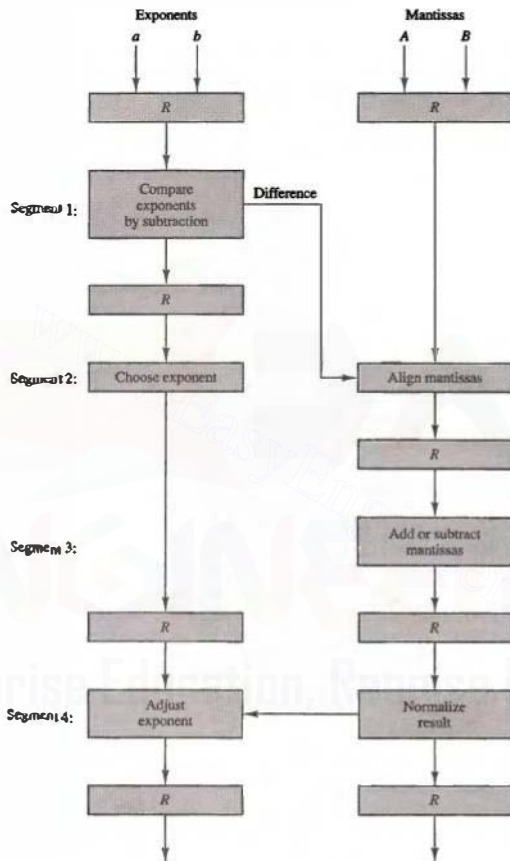 Exponents
Mantissas
a b
A B
R
R
Segment 1:
Compare
exponents
by subtraction
Difference
R
Segment 2:
Choose exponent
Align mantissas
R
Segment 3:
Add or subtract
mantissas
R
R
Segment 4:
Adjust
exponent
Normalize
result
R
R